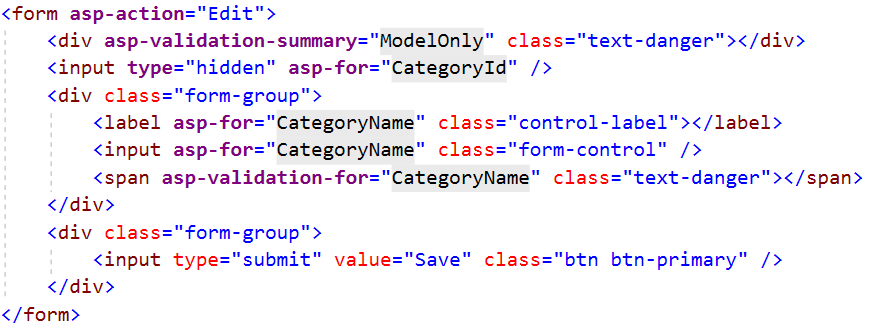 <form asp-action="Edit">
    <div asp-validation-summary="ModelOnly" class="text-danger"></div>
    <input type="hidden" asp-for="CategoryId" />
    <div class="form-group">
        <label asp-for="CategoryName" class="control-label"></label>
        <input asp-for="CategoryName" class="form-control" />
        <span asp-validation-for="CategoryName" class="text-danger"></span>
    </div>
    <div class="form-group">
        <input type="submit" value="Save" class="btn btn-primary" />
    </div>
</form>